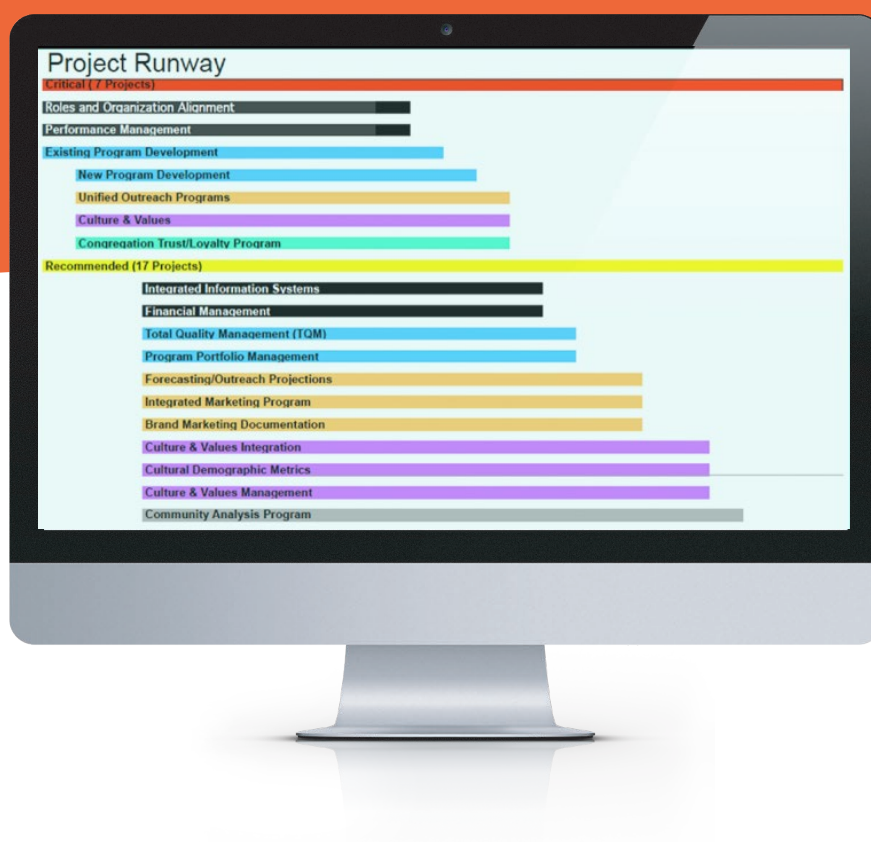 Project Runway
Critical ( 7 Projects)
Roles and Organization Alignment
Performance Management
Existing Program Development
New Program Development
Unified Outreach Programs
Culture & Values
Congregation Trust/Loyalty Program
Recommended (17 Projects)
Integrated Information Systems
Financial Management
Total Quality Management (TQM)
Program Portfolio Management
Forecasting/Outreach Projections
Integrated Marketing Program
Brand Marketing Documentation
Culture & Values Integration
Cultural Demographic Metrics
Culture & Values Management
Community Analysis Program